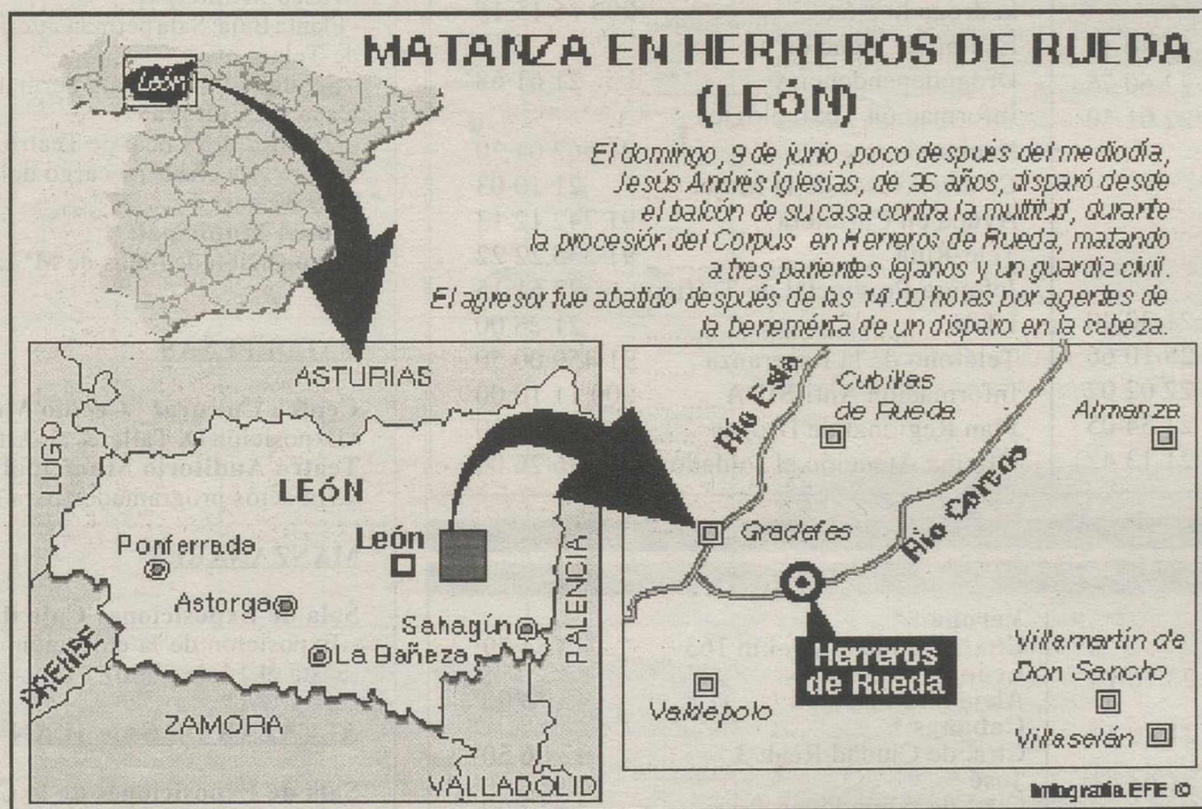 MATANZA EN HERREROS DE RUEDA
(LEÓN)
El domingo, 9 de junio, poco después del mediodía,
Jesús Andrés Iglesias, de 36 años, disparó desde
el balcón de su casa contra la multitud, durante
la procesión del Corpus en Herreros de Rueda, matando
a tres parientes lejanos y un guardia civil.
El agresor fue abatido después de las 14.00 horas por agentes de
la benemérita de un disparo en la cabeza.
León
ASTURIAS
LUGO
LEÓN
León
Ponferrada
Astorga
Sahagún
La Bañeza
PALENCIA
ORENSE
ZAMORA
VALLADOLID
Río Esla
Cubillas
de Rueda
Almanza
Gradefes
Río Corcos
Herreros
de Rueda
Valdepolo
Villamartín de
Don Sancho
Villaselán
Infografía EFE ©